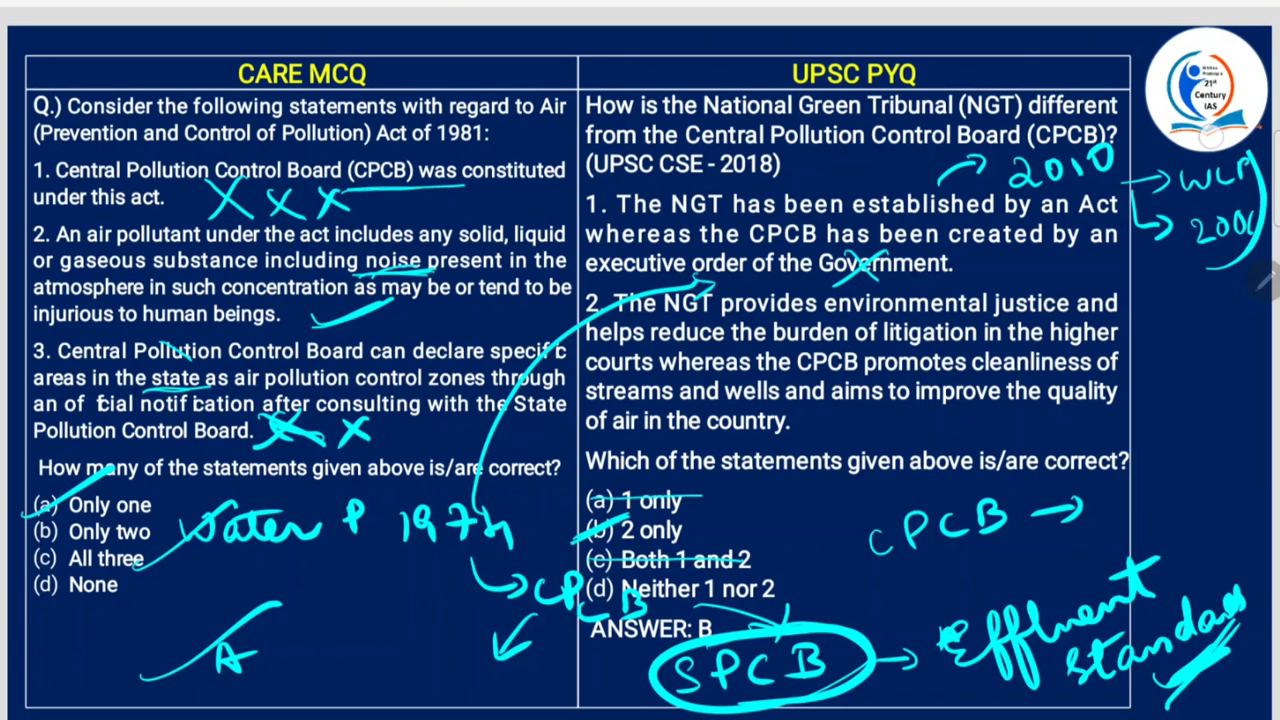 CARE MCQ
Q.) Consider the following statements with regard to Air
(Prevention and Control of Pollution) Act of 1981:
1. Central Pollution Control Board (CPCB) was constituted
under this act.
X X X
2. An air pollutant under the act includes any solid, liquid
or gaseous substance including noise present in the
atmosphere in such concentration as may be or tend to be
injurious to human beings.
3. Central Pollution Control Board can declare specific
areas in the state as air pollution control zones through
an official notification after consulting with the State
Pollution Control Board.
X X
How many of the statements given above is/are correct?
(a) Only one
(b) Only two
(c) All three
(d) None
Water P 1974
CPCB
A
UPSC PYQ
How is the National Green Tribunal (NGT) different
from the Central Pollution Control Board (CPCB)?
(UPSC CSE - 2018)
2010
1. The NGT has been established by an Act
whereas the CPCB has been created by an
executive order of the Government.
X
2. The NGT provides environmental justice and
helps reduce the burden of litigation in the higher
courts whereas the CPCB promotes cleanliness of
streams and wells and aims to improve the quality
of air in the country.
Which of the statements given above is/are correct?
(a) 1 only
(b) 2 only
(c) Both 1 and 2
(d) Neither 1 nor 2
ANSWER: B
CPCB
SPCB
Effluent
standards
21st
Century
IAS